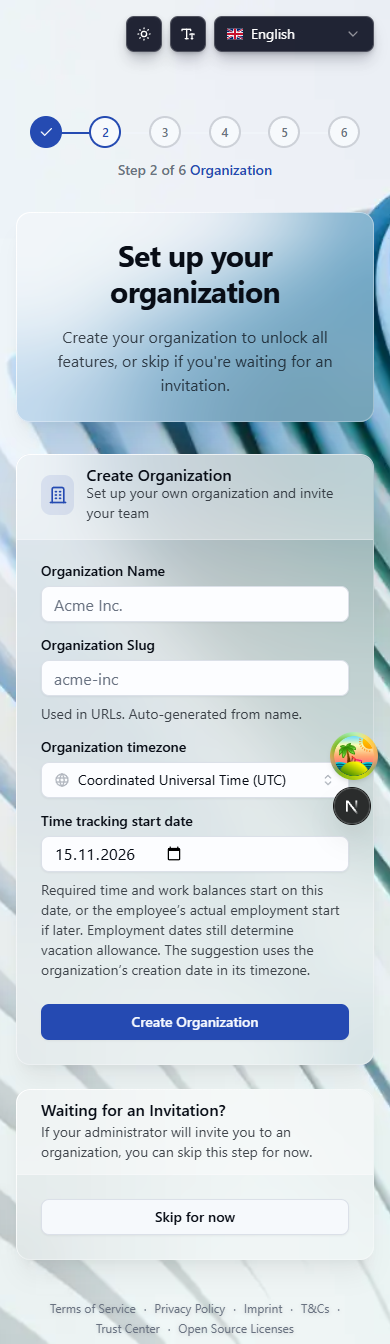 English
2
3
4
5
6
Step 2 of 6 Organization
Set up your
organization
Create your organization to unlock all
features, or skip if you're waiting for an
invitation.
Create Organization
Set up your own organization and invite
your team
Organization Name
Acme Inc.
Organization Slug
acme-inc
Used in URLs. Auto-generated from name.
Organization timezone
Coordinated Universal Time (UTC)
N
Time tracking start date
15.11.2026
Required time and work balances start on this
date, or the employee’s actual employment start
if later. Employment dates still determine
vacation allowance. The suggestion uses the
organization’s creation date in its timezone.
Create Organization
Waiting for an Invitation?
If your administrator will invite you to an
organization, you can skip this step for now.
Skip for now
Terms of Service · Privacy Policy · Imprint · T&Cs ·
Trust Center · Open Source Licenses